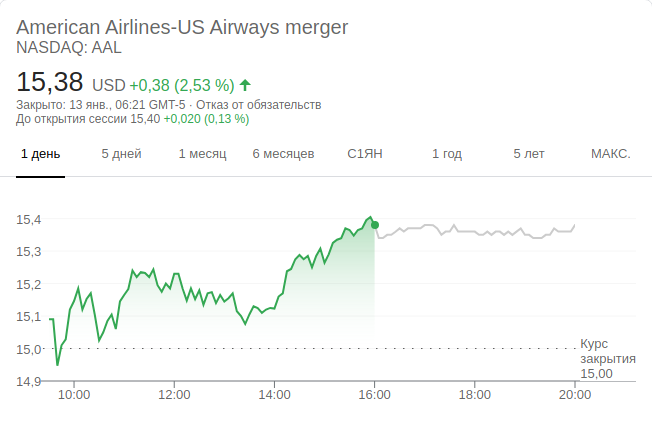 American Airlines-US Airways merger
NASDAQ: AAL
15,38 USD +0,38 (2,53 %)
Закрыто: 13 янв., 06:21 GMT-5 · Отказ от обязательств
До открытия сессии 15,40 +0,020 (0,13 %)
1 день 5 дней 1 месяц 6 месяцев С1ЯН 1 год 5 лет МАКС.
15,4
15,3
15,2
15,1
15,0
14,9
Курс
закрытия
15,00
10:00 12:00 14:00 16:00 18:00 20:00